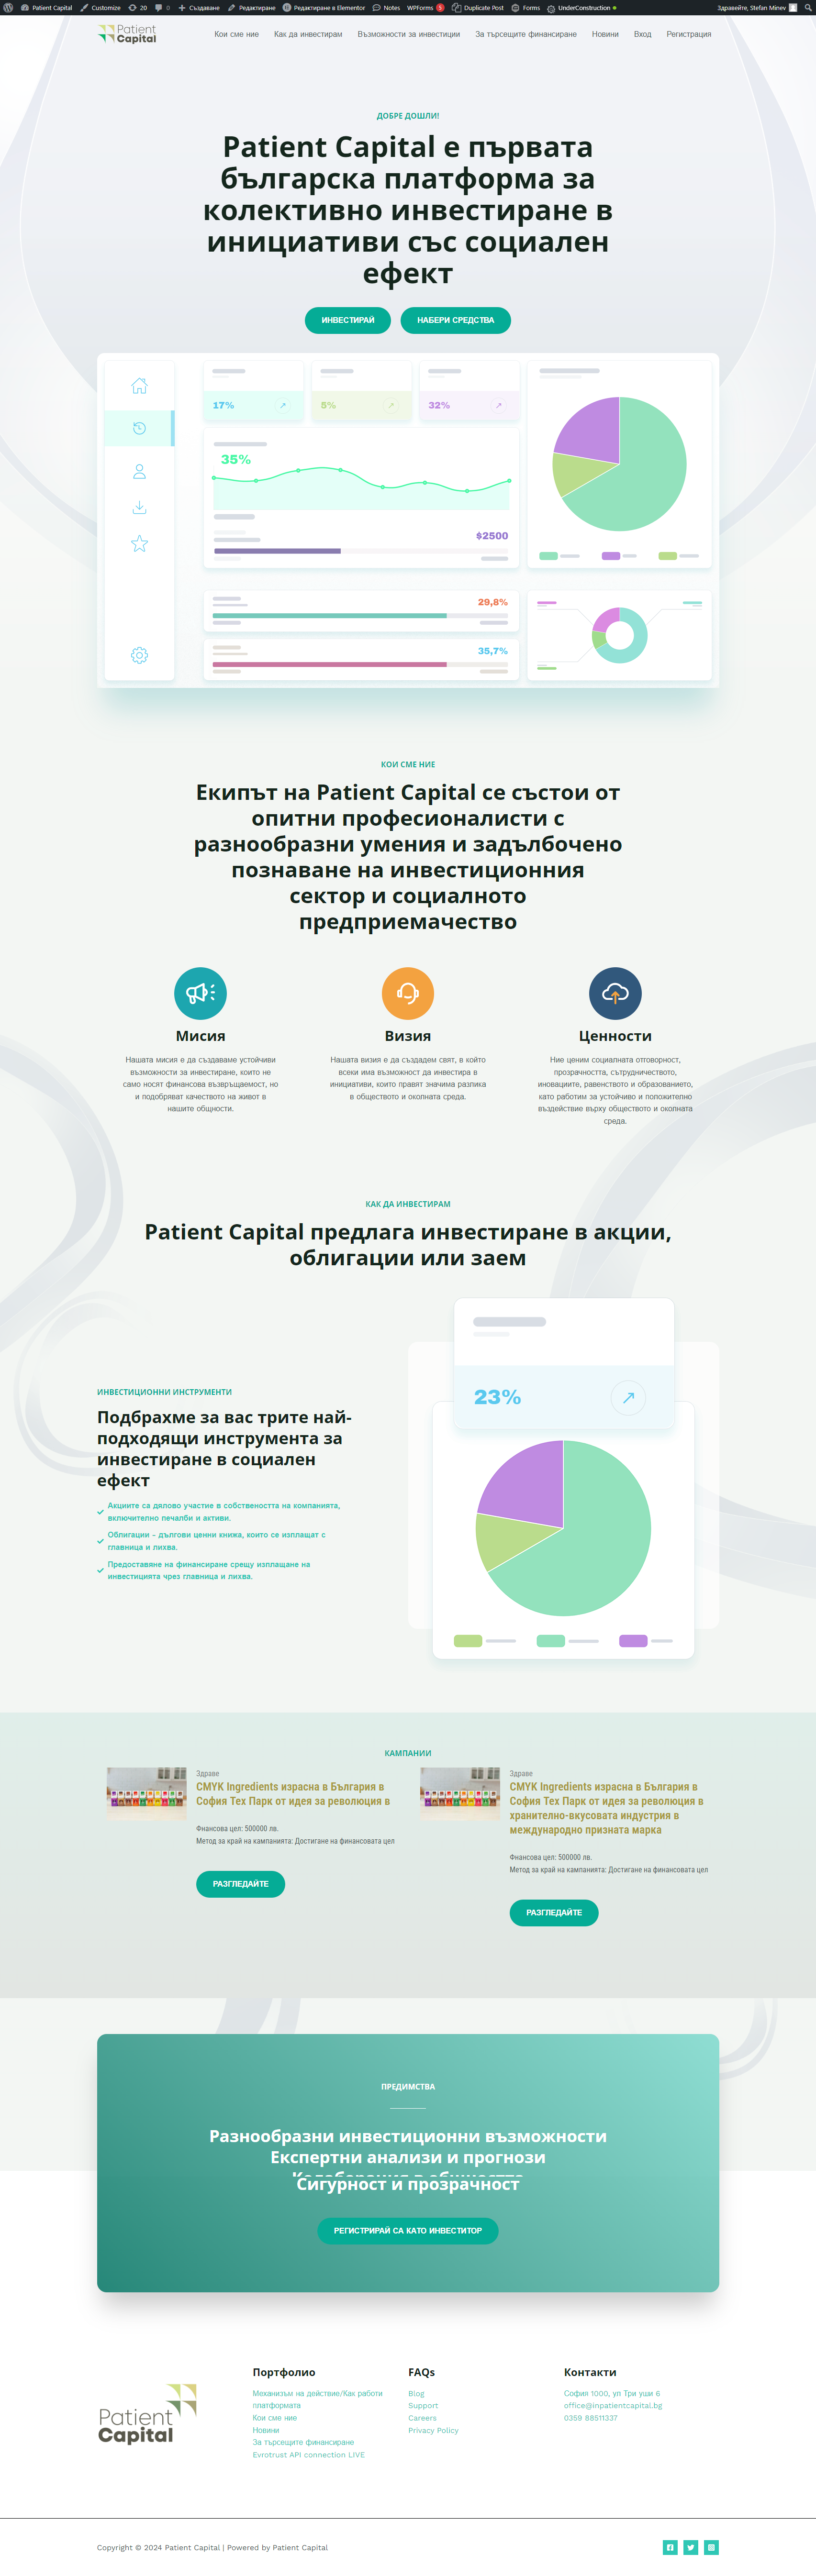 Patient Capital Customize 20 0 Създаване Редактиране Редактиране в Elementor Notes WPForms 5 Duplicate Post Forms UnderConstruction Здравейте, Stefan Minev
Patient
Capital
Кои сме ние Как да инвестирам Възможности за инвестиции За търсещите финансиране Новини Вход Регистрация
ДОБРЕ ДОШЛИ!
Patient Capital е първата
българска платформа за
колективно инвестиране в
инициативи със социален
ефект
ИНВЕСТИРАЙ НАБЕРИ СРЕДСТВА
17% 5% 32%
35%
$2500
29,8%
35,7%
КОИ СМЕ НИЕ
Екипът на Patient Capital се състои от
опитни професионалисти с
разнообразни умения и задълбочено
познаване на инвестиционния
сектор и социалното
предприемачество
Мисия
Нашата мисия е да създаваме устойчиви
възможности за инвестиране, които не
само носят финансова възвръщаемост, но
и подобряват качеството на живот в
нашите общности.
Визия
Нашата визия е да създадем свят, в който
всеки има възможност да инвестира в
инициативи, които правят значима разлика
в обществото и околната среда.
Ценности
Ние ценим социалната отговорност,
прозрачността, сътрудничеството,
иновациите, равенството и образованието,
като работим за устойчиво и положително
въздействие върху обществото и околната
среда.
КАК ДА ИНВЕСТИРАМ
Patient Capital предлага инвестиране в акции,
облигации или заем
23%
ИНВЕСТИЦИОННИ ИНСТРУМЕНТИ
Подбрахме за вас трите най-
подходящи инструмента за
инвестиране в социален
ефект
Акциите са дялово участие в собствеността на компанията,
включително печалби и активи.
Облигации – дългови ценни книжа, които се изплащат с
главница и лихва.
Предоставяне на финансиране срещу изплащане на
инвестицията чрез главница и лихва.
КАМПАНИИ
Здраве
CMYK Ingredients израсна в България в
София Тех Парк от идея за революция в
Фнансова цел: 500000 лв.
Метод за край на кампанията: Достигане на финансовата цел
РАЗГЛЕДАЙТЕ
Здраве
CMYK Ingredients израсна в България в
София Тех Парк от идея за революция в
хранително-вкусовата индустрия в
международно призната марка
Фнансова цел: 500000 лв.
Метод за край на кампанията: Достигане на финансовата цел
РАЗГЛЕДАЙТЕ
ПРЕДИМСТВА
Разнообразни инвестиционни възможности
Експертни анализи и прогнози
Сигурност и прозрачност
РЕГИСТРИРАЙ СА КАТО ИНВЕСТИТОР
Patient
Capital
Портфолио
Механизъм на действие/Как работи
платформата
Кои сме ние
Новини
За търсещите финансиране
Evrotrust API connection LIVE
FAQs
Blog
Support
Careers
Privacy Policy
Контакти
София 1000, ул Три уши 6
office@inpatientcapital.bg
0359 88511337
Copyright © 2024 Patient Capital | Powered by Patient Capital